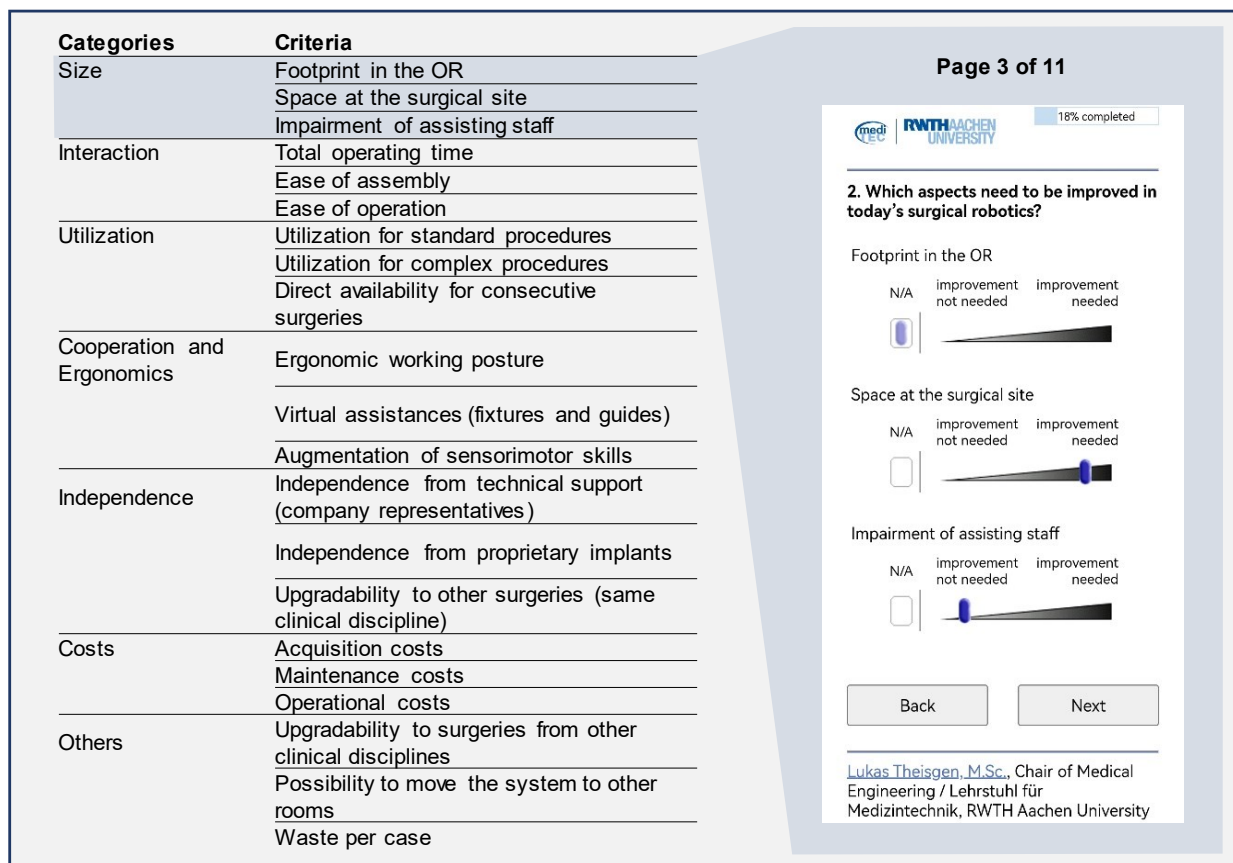 Categories Criteria
Size Footprint in the OR
Space at the surgical site
Impairment of assisting staff
Interaction Total operating time
Ease of assembly
Ease of operation
Utilization Utilization for standard procedures
Utilization for complex procedures
Direct availability for consecutive
surgeries
Cooperation and
Ergonomics
Ergonomic working posture
Virtual assistances (fixtures and guides)
Augmentation of sensorimotor skills
Independence Independence from technical support
(company representatives)
Independence from proprietary implants
Upgradability to other surgeries (same
clinical discipline)
Costs Acquisition costs
Maintenance costs
Operational costs
Others Upgradability to surgeries from other
clinical disciplines
Possibility to move the system to other
rooms
Waste per case
Page 3 of 11
medi
TEC
RWTHAACHEN
UNIVERSITY
18% completed
2. Which aspects need to be improved in
today's surgical robotics?
Footprint in the OR
N/A improvement improvement
not needed needed
Space at the surgical site
N/A improvement improvement
not needed needed
Impairment of assisting staff
N/A improvement improvement
not needed needed
Back Next
Lukas Theisgen, M.Sc., Chair of Medical
Engineering / Lehrstuhl für
Medizintechnik, RWTH Aachen University